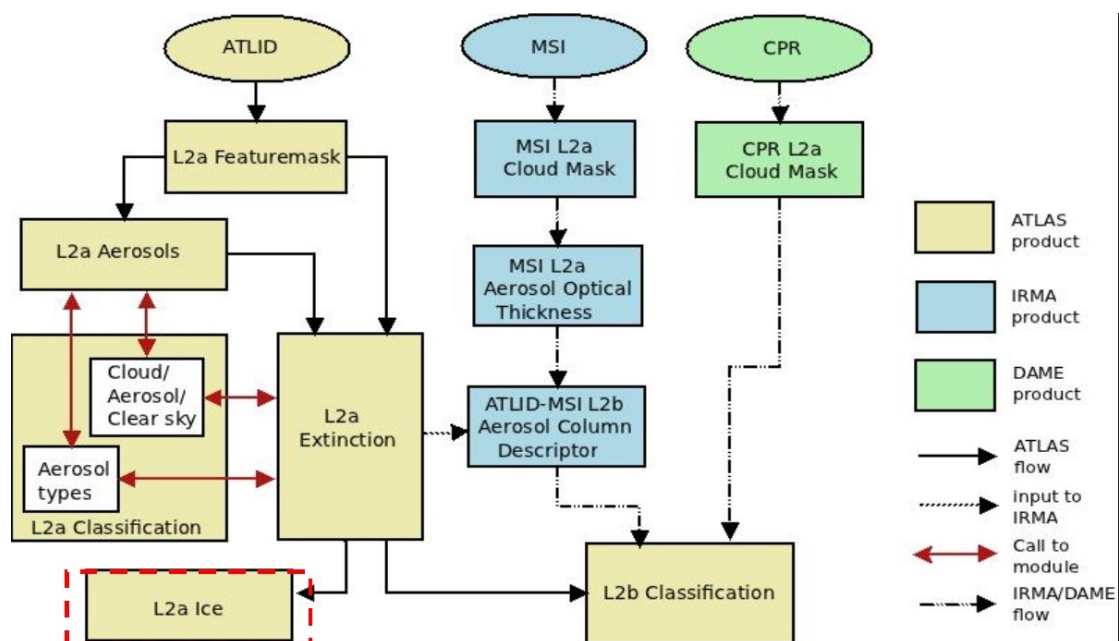 ATLID
MSI
CPR
L2a Featuremask
MSI L2a
Cloud Mask
CPR L2a
Cloud Mask
L2a Aerosols
MSI L2a
Aerosol Optical
Thickness
Cloud/
Aerosol/
Clear sky
Aerosol
types
L2a Classification
L2a
Extinction
ATLID-MSI L2b
Aerosol Column
Descriptor
L2a Ice
L2b Classification
ATLAS
product
IRMA
product
DAME
product
ATLAS
flow
input to
IRMA
Call to
module
IRMA/DAME
flow